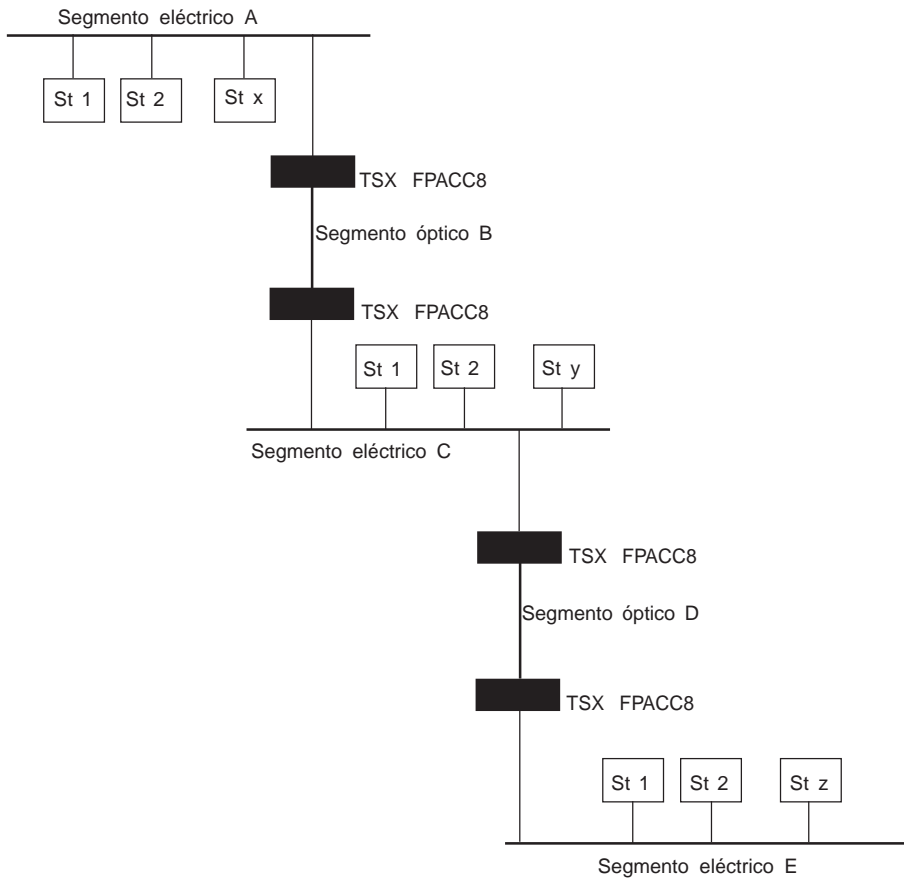 Segmento eléctrico A
St 1 St 2 St x
TSX FPACC8
Segmento óptico B
TSX FPACC8
St 1 St 2 St y
Segmento eléctrico C
TSX FPACC8
Segmento óptico D
TSX FPACC8
St 1 St 2 St z
Segmento eléctrico E